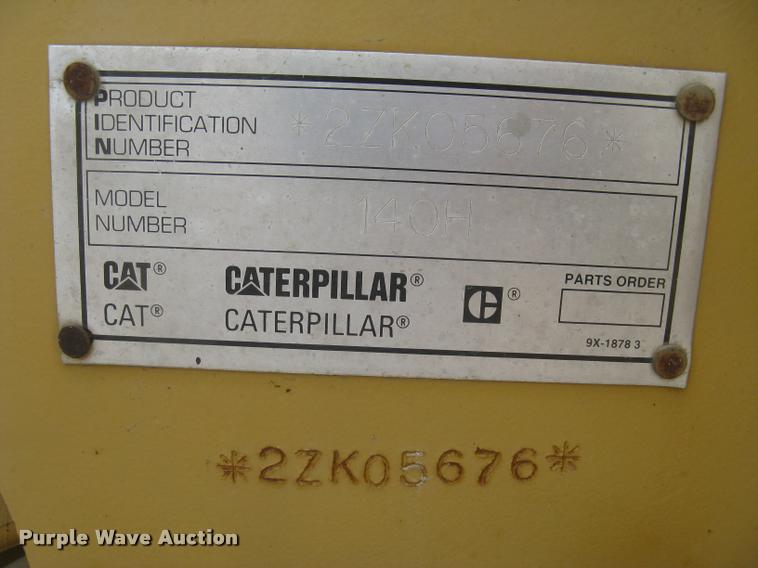 PRODUCT
IDENTIFICATION
NUMBER
*2ZK05676*
MODEL
NUMBER
140H
CAT® CATERPILLAR® C®
CAT® CATERPILLAR®
PARTS ORDER
9X-1878 3
*2ZK05676*
Purple Wave Auction